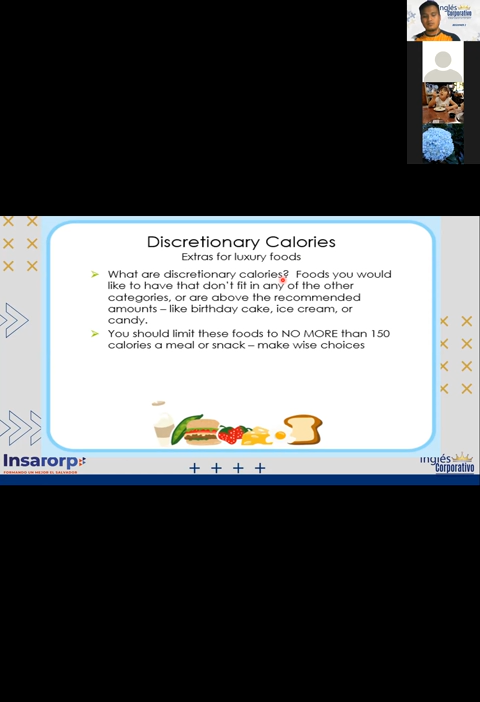 Inglés
Corporativo
Discretionary Calories
Extras for luxury foods
What are discretionary calories? Foods you would
like to have that don't fit in any of the other
categories, or are above the recommended
amounts – like birthday cake, ice cream, or
candy.
You should limit these foods to NO MORE than 150
calories a meal or snack – make wise choices
Insarorp
FORMANDO UN MEJOR EL SALVADOR
Inglés
Corporativo